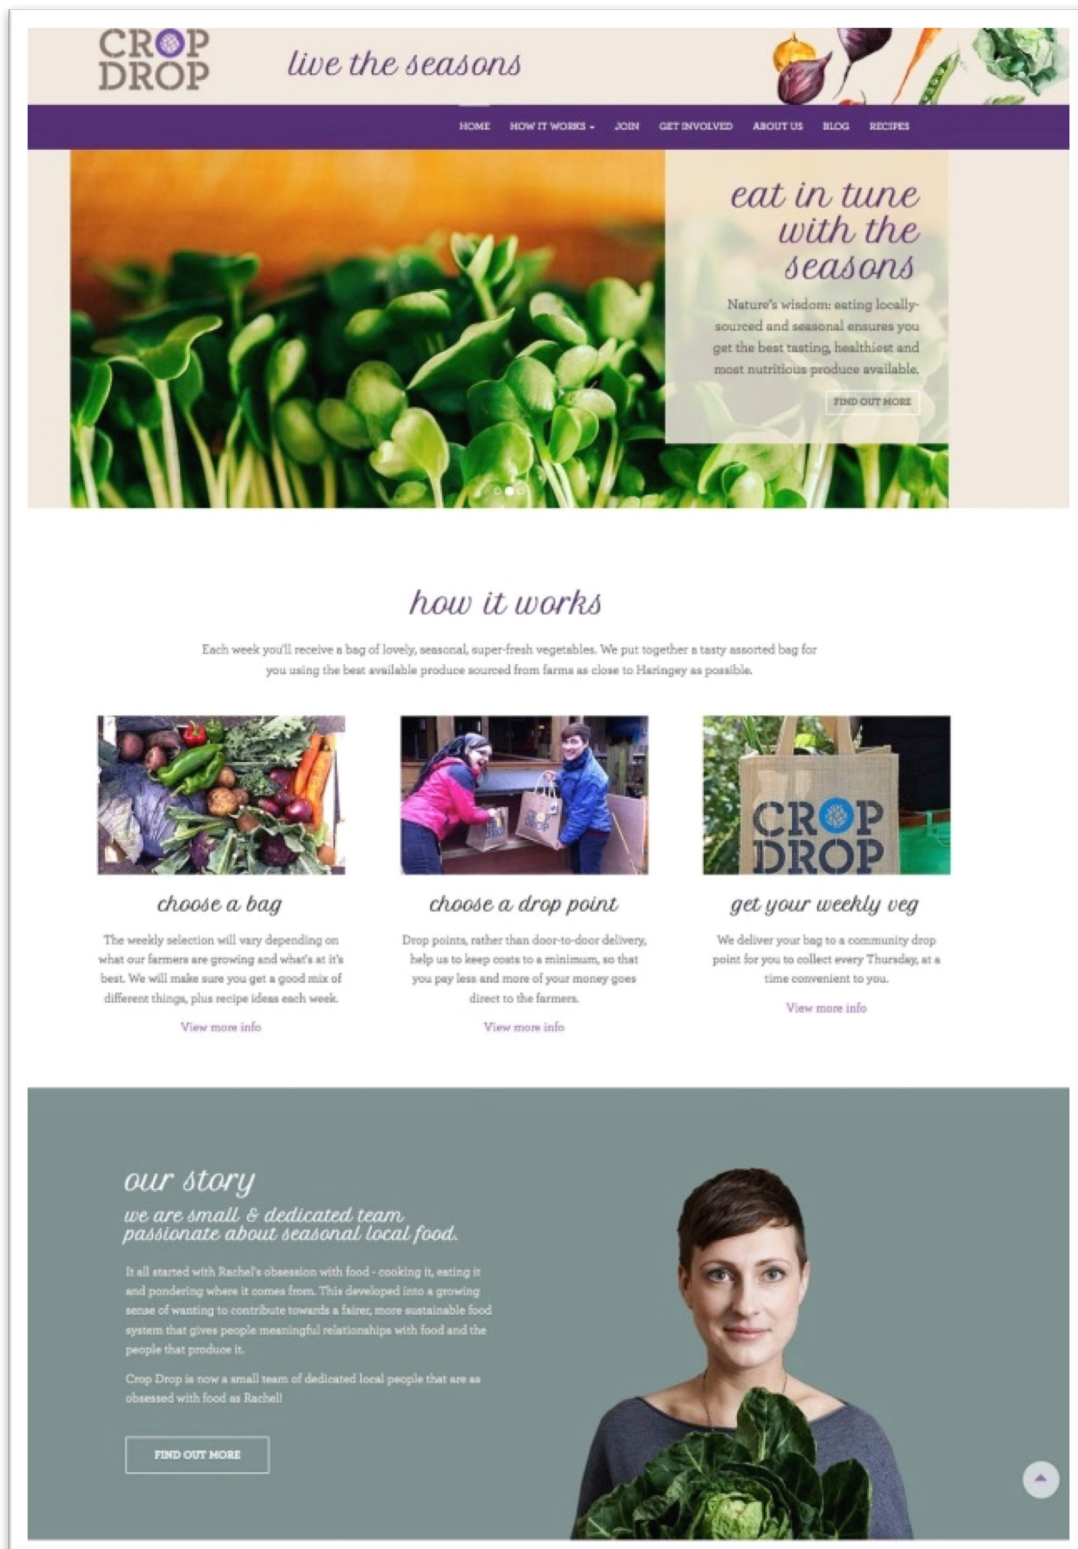 CROP
DROP
live the seasons
HOME HOW IT WORKS JOIN GET INVOLVED ABOUT US BLOG RECIPES
eat in tune
with the
seasons
Nature's wisdom: eating locally-
sourced and seasonal ensures you
get the best tasting, healthiest and
most nutritious produce available.
FIND OUT MORE
how it works
Each week you'll receive a bag of lovely, seasonal, super-fresh vegetables. We put together a tasty assorted bag for
you using the best available produce sourced from farms as close to Haringey as possible.
CROP
DROP
CROP
DROP
choose a bag
The weekly selection will vary depending on
what our farmers are growing and what's at it's
best. We will make sure you get a good mix of
different things, plus recipe ideas each week.
View more info
choose a drop point
Drop points, rather than door-to-door delivery,
help us to keep costs to a minimum, so that
you pay less and more of your money goes
direct to the farmers.
View more info
get your weekly veg
We deliver your bag to a community drop
point for you to collect every Thursday, at a
time convenient to you.
View more info
our story
we are small & dedicated team
passionate about seasonal local food.
It all started with Rachel's obsession with food - cooking it, eating it
and pondering where it comes from. This developed into a growing
sense of wanting to contribute towards a fairer, more sustainable food
system that gives people meaningful relationships with food and the
people that produce it.
Crop Drop is now a small team of dedicated local people that are as
obsessed with food as Rachel!
FIND OUT MORE